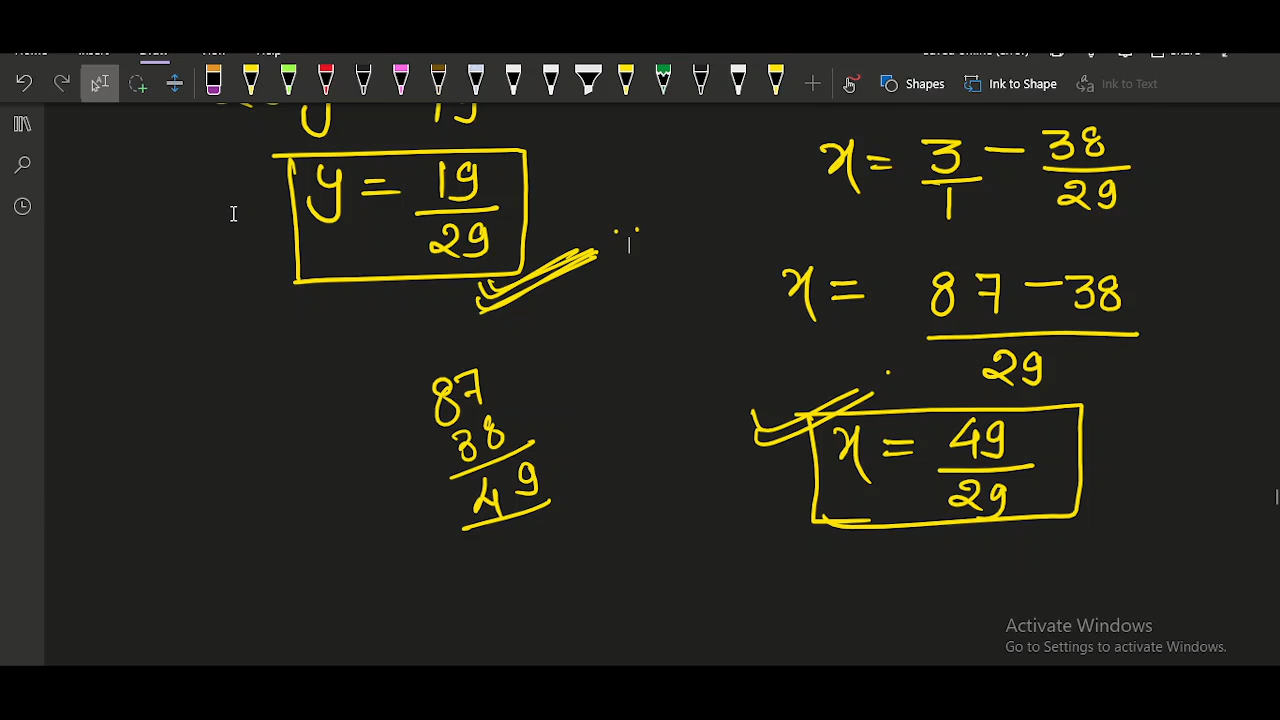 Shapes Ink to Shape Ink to Text
y 19
y = 19/29
x = 3/1 - 38/29
x = 87 - 38/29
87
38
49
x = 49/29
Activate Windows
Go to Settings to activate Windows.